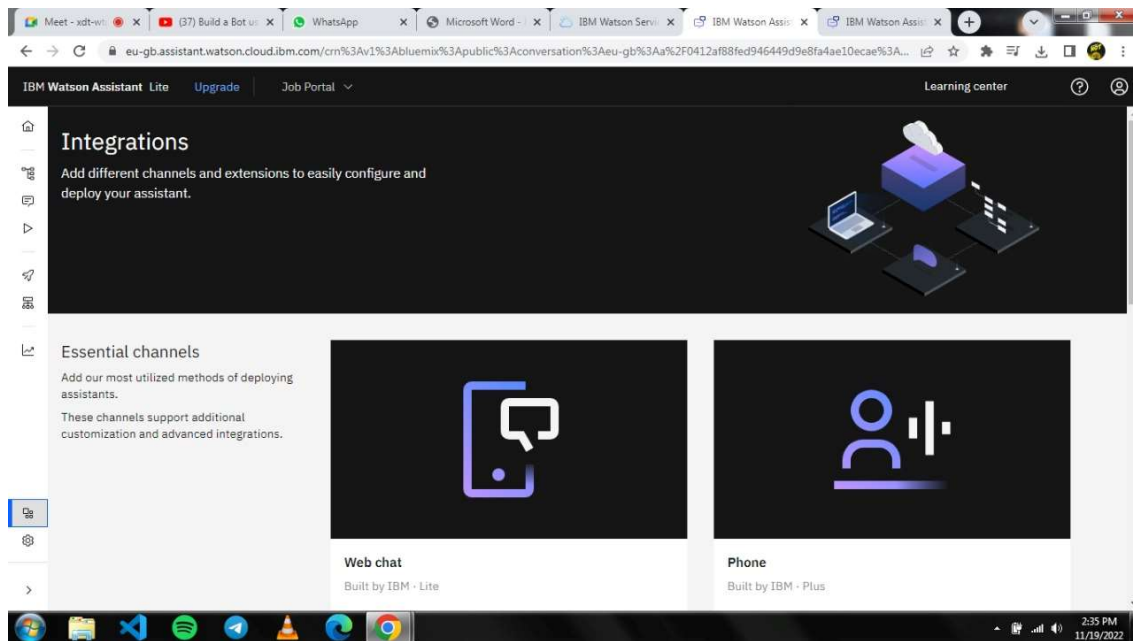 Meet - xdt-wt
(37) Build a Bot us
WhatsApp
Microsoft Word -
IBM Watson Servi
IBM Watson Assis
IBM Watson Assis
eu-gb.assistant.watson.cloud.ibm.com/crn%3Av1%3Abluemix%3Apublic%3Aconversation%3Aeu-gb%3Aa%2F0412af88fed946449d9e8fa4ae10ecae%3A...
IBM Watson Assistant Lite
Upgrade
Job Portal
Learning center
Integrations
Add different channels and extensions to easily configure and
deploy your assistant.
Essential channels
Add our most utilized methods of deploying
assistants.
These channels support additional
customization and advanced integrations.
Web chat
Built by IBM - Lite
Phone
Built by IBM - Plus
2:35 PM
11/19/2022